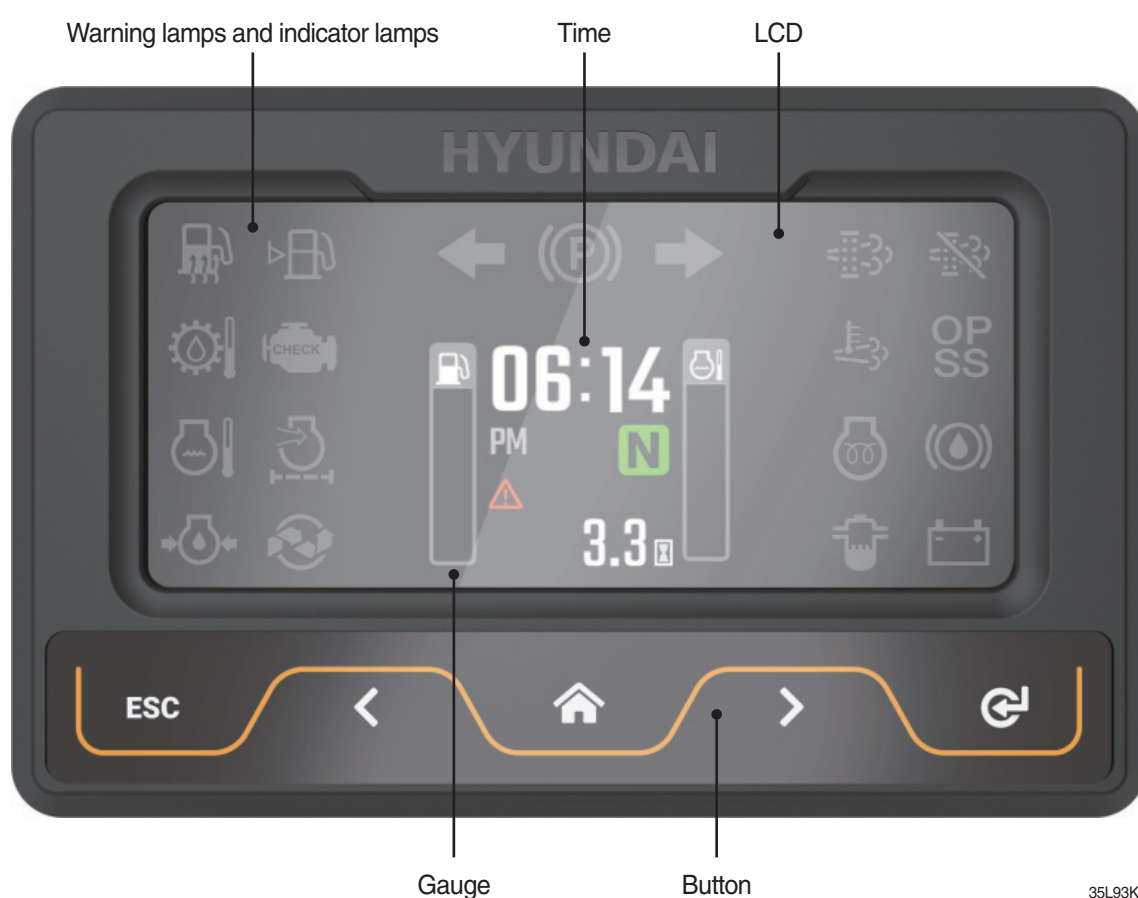 Warning lamps and indicator lamps
Time
LCD
HYUNDAI
P
CHECK
OP
SS
06:14
PM
N
3.3
ESC
Gauge
Button
35L93K